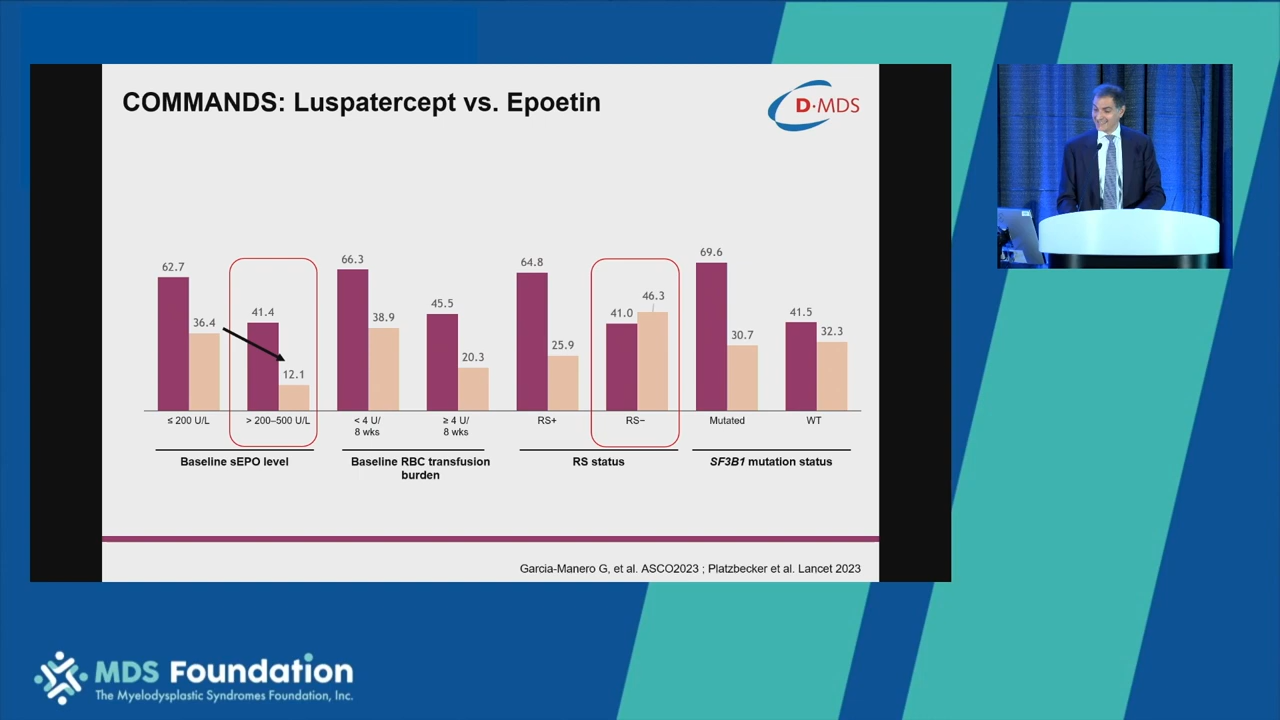 COMMANDS: Luspatercept vs. Epoetin
D·MDS
62.7
36.4
41.4
12.1
66.3
38.9
45.5
20.3
64.8
25.9
41.0
46.3
69.6
30.7
41.5
32.3
≤ 200 U/L
> 200–500 U/L
< 4 U/
8 wks
≥ 4 U/
8 wks
RS+
RS−
Mutated
WT
Baseline sEPO level
Baseline RBC transfusion
burden
RS status
SF3B1 mutation status
Garcia-Manero G, et al. ASCO2023 ; Platzbecker et al. Lancet 2023
MDS Foundation
The Myelodysplastic Syndromes Foundation, Inc.